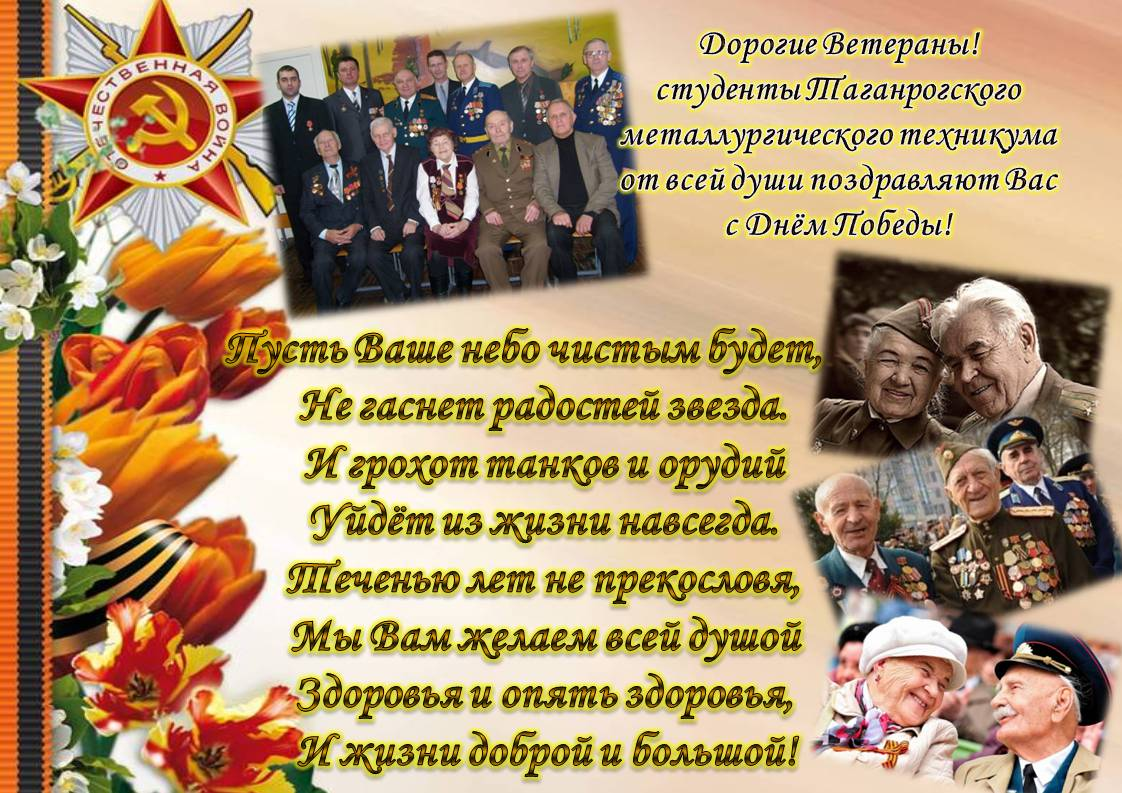 ОТЕЧЕСТВЕННАЯ ВОЙНА
Дорогие Ветераны!
студенты Таганрогского
металлургического техникума
от всей души поздравляют Вас
с Днём Победы!
Пусть Ваше небо чистым будет,
Не гаснет радостей звезда.
И грохот танков и орудий
Уйдёт из жизни навсегда.
Теченью лет не прекословя,
Мы Вам желаем всей душой
Здоровья и опять здоровья,
И жизни доброй и большой!